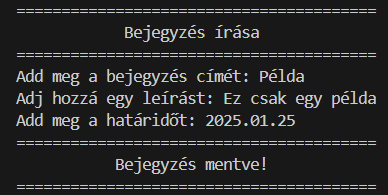 ========================================
Bejegyzés írása
========================================
Add meg a bejegyzés címét: Példa
Adj hozzá egy leírást: Ez csak egy példa
Add meg a határidőt: 2025.01.25
========================================
Bejegyzés mentve!
========================================